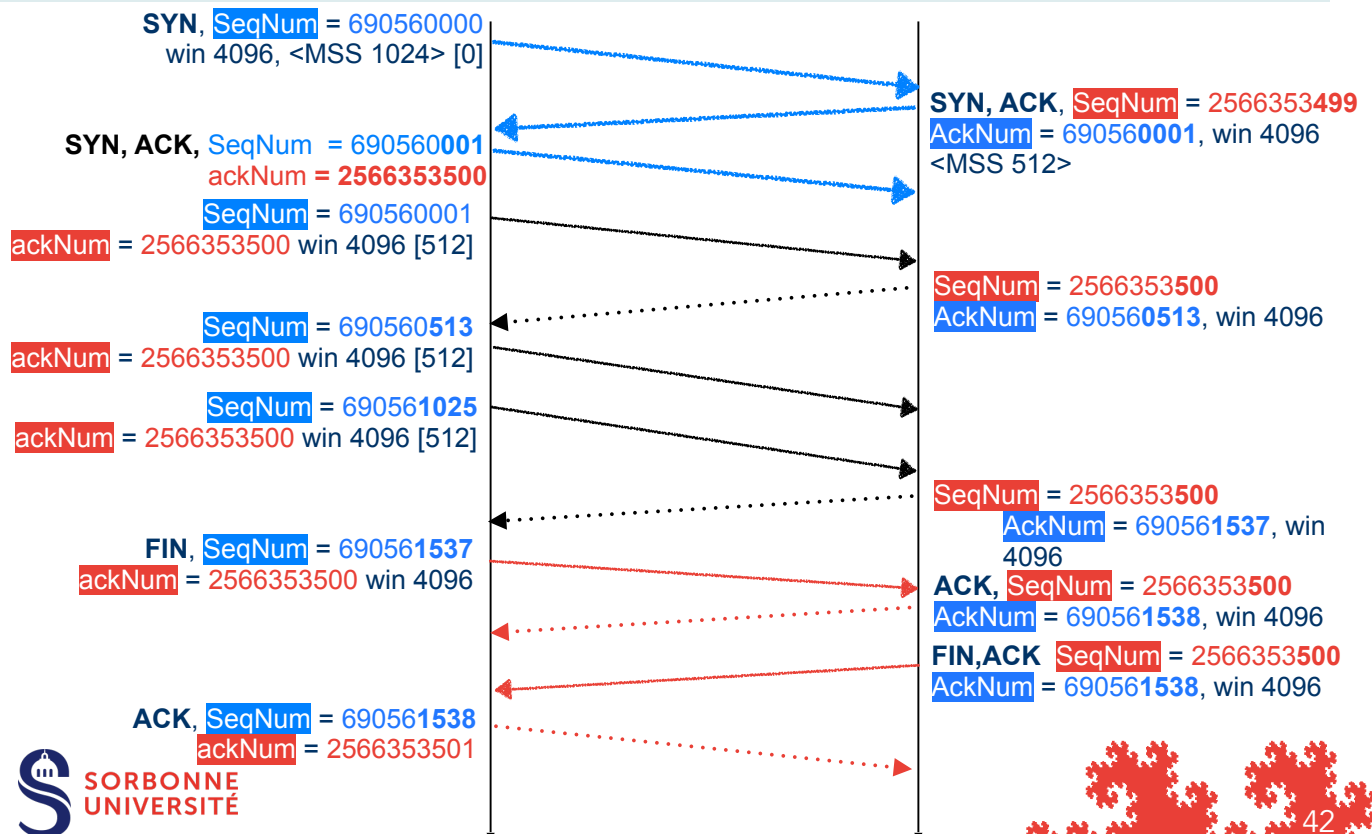 SYN, SeqNum = 690560000
win 4096, <MSS 1024> [0]
SYN, ACK, SeqNum = 2566353499
AckNum = 690560001, win 4096
<MSS 512>
SYN, ACK, SeqNum = 690560001
ackNum = 2566353500
SeqNum = 690560001
ackNum = 2566353500 win 4096 [512]
SeqNum = 2566353500
AckNum = 690560513, win 4096
SeqNum = 690560513
ackNum = 2566353500 win 4096 [512]
SeqNum = 690561025
ackNum = 2566353500 win 4096 [512]
SeqNum = 2566353500
AckNum = 690561537, win
4096
FIN, SeqNum = 690561537
ackNum = 2566353500 win 4096
ACK, SeqNum = 2566353500
AckNum = 690561538, win 4096
FIN,ACK SeqNum = 2566353500
AckNum = 690561538, win 4096
ACK, SeqNum = 690561538
ackNum = 2566353501
SORBONNE
UNIVERSITÉ
42